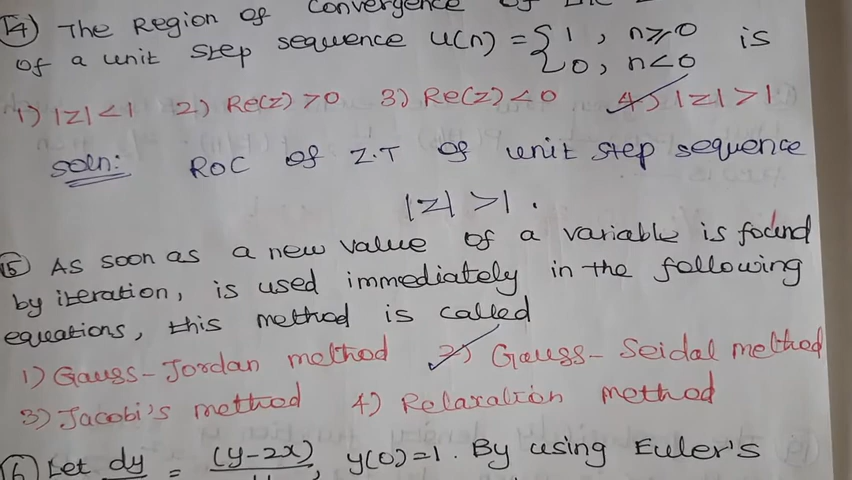 14) The Region of Convergence of the Z
of a unit step sequence u(n) = { 1, n≥0 is
0, n<0
1) |z|<1 2) Re(z)>0 3) Re(z)<0 4) |z|>1
Soln: ROC of Z.T of unit step sequence
|z|>1.
15) As soon as a new value of a variable is found
by iteration, is used immediately in the following
equations, this method is called
1) Gauss-Jordan method 2) Gauss-Seidal method
3) Jacobi's method 4) Relaxation method
16) Let dy = (y-2x), y(0)=1. By using Euler's